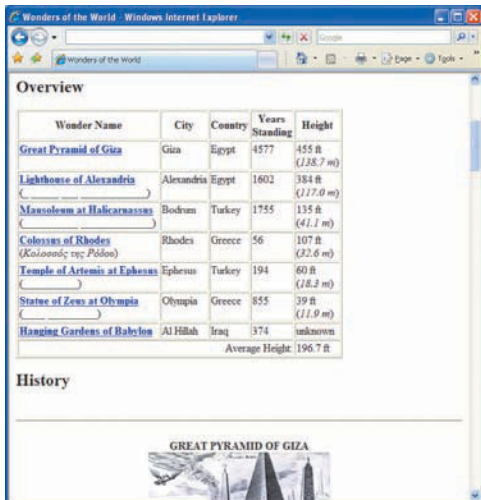 Wonders of the World - Windows Internet Explorer
Google
Wonders of the World
Page
Tools
Overview
Wonder Name City Country Years Standing Height
Great Pyramid of Giza Giza Egypt 4577 455 ft
(138.7 m)
Lighthouse of Alexandria Alexandria Egypt 1602 384 ft
( ) (117.0 m)
Mausoleum at Halicarnassus Bodrum Turkey 1755 135 ft
( ) (41.1 m)
Colossus of Rhodes Rhodes Greece 56 107 ft
(Κολοσσός της Ρόδου) (32.6 m)
Temple of Artemis at Ephesus Ephesus Turkey 194 60 ft
( ) (18.3 m)
Statue of Zeus at Olympia Olympia Greece 855 39 ft
( ) (11.9 m)
Hanging Gardens of Babylon Al Hillah Iraq 374 unknown
Average Height: 196.7 ft
History
GREAT PYRAMID OF GIZA